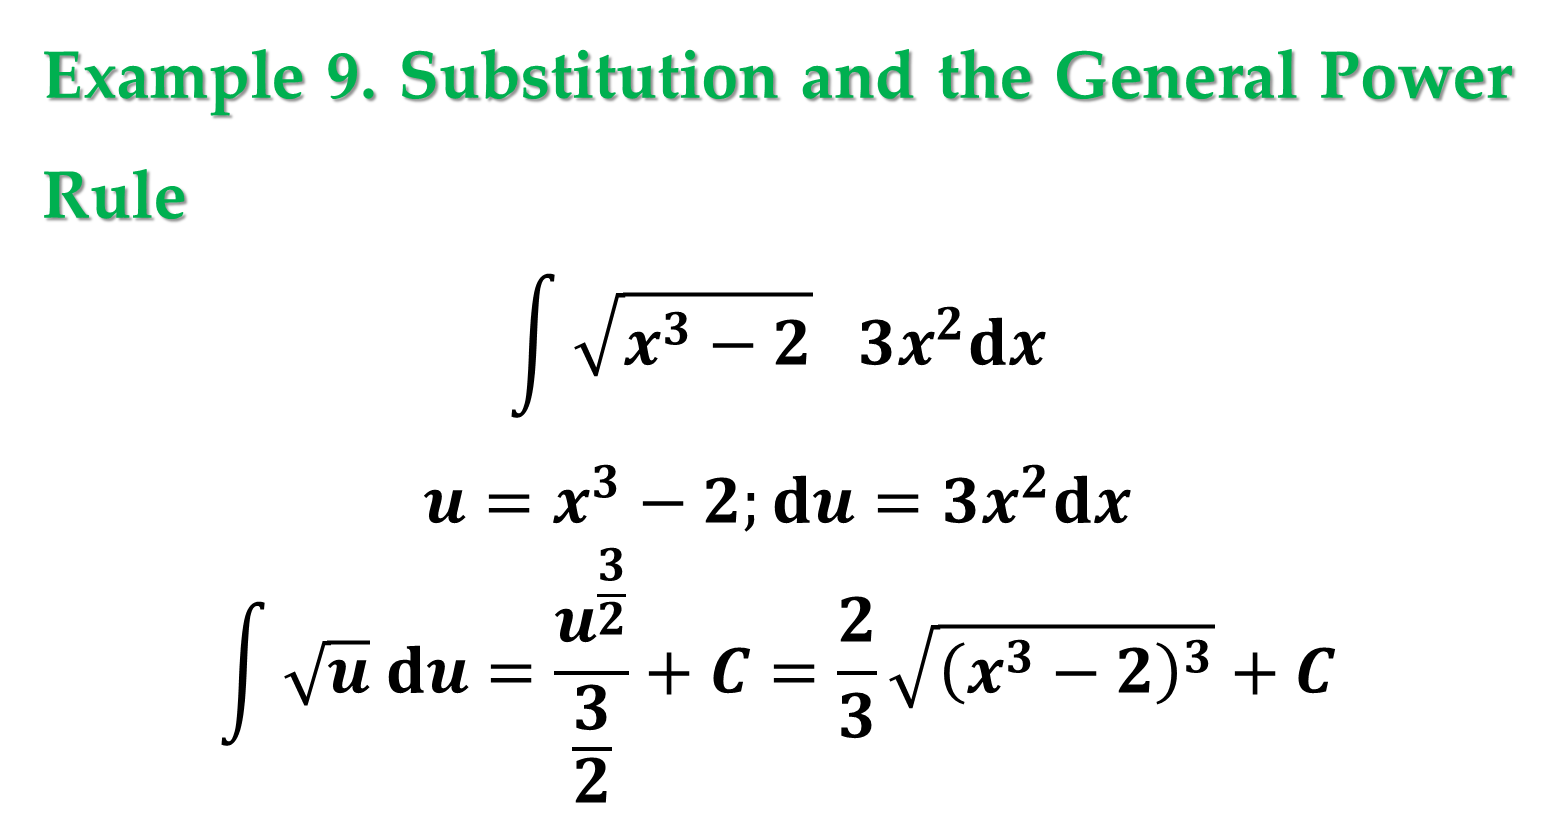 Example 9. Substitution and the General Power
Rule
∫ √(x³ − 2) 3x²dx
u = x³ − 2; du = 3x²dx
∫ √u du = u^(3/2)/(3/2) + C = 2/3 √((x³ − 2)³) + C